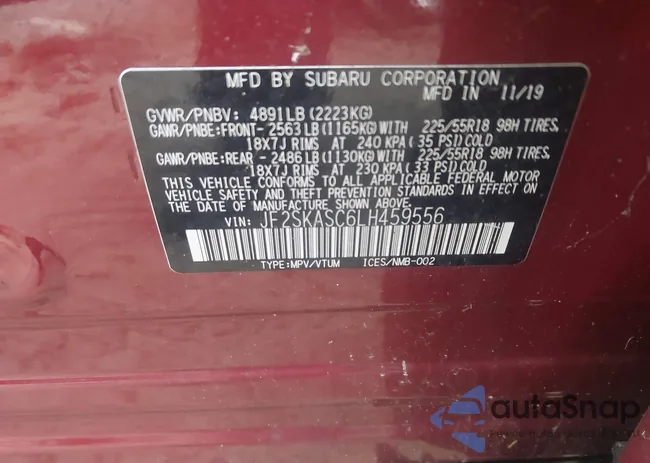 MFD BY SUBARU CORPORATION
MFD IN 11/19
GVWR/PNBV: 4891LB(2223KG)
GAWR/PNBE:FRONT-2563LB(1165KG)WITH 225/55R18 98H TIRES,
18X7J RIMS AT 240 KPA(35 PSI)COLD
GAWR/PNBE:REAR -2486LB(1130KG)WITH 225/55R18 98H TIRES,
18X7J RIMS AT 230 KPA(33 PSI)COLD
THIS VEHICLE CONFORMS TO ALL APPLICABLE FEDERAL MOTOR
VEHICLE SAFETY AND THEFT PREVENTION STANDARDS IN EFFECT ON
THE DATE OF MANUFACTURE SHOWN ABOVE.
VIN: JF2SKASC6LH459556
TYPE:MPV/VTUM ICES/NMB-002
autoSnap